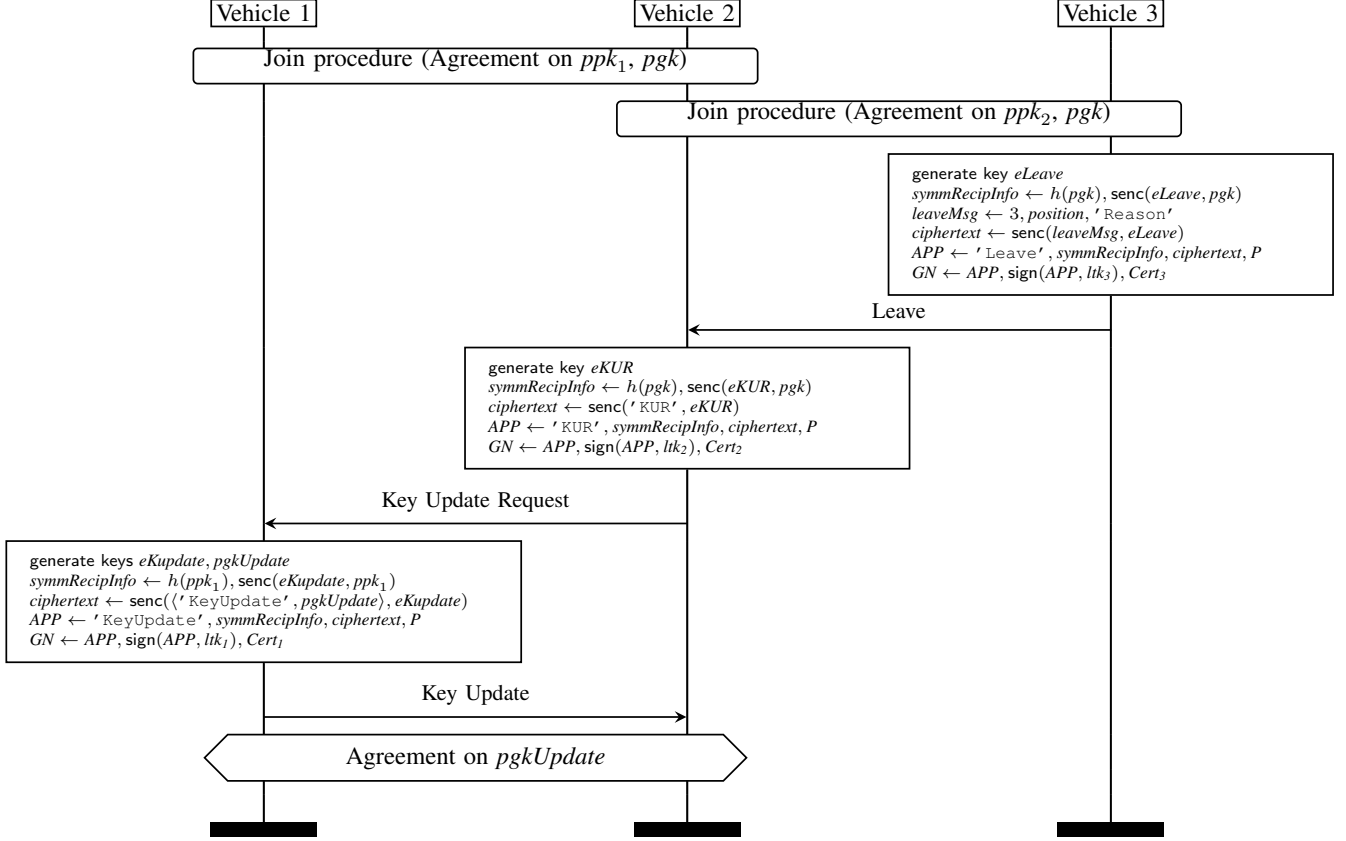 Vehicle 1
Vehicle 2
Vehicle 3
Join procedure (Agreement on ppk₁, pgk)
Join procedure (Agreement on ppk₂, pgk)
generate key eLeave
symmRecipInfo ← h(pgk), senc(eLeave, pgk)
leaveMsg ← 3, position, 'Reason'
ciphertext ← senc(leaveMsg, eLeave)
APP ← 'Leave', symmRecipInfo, ciphertext, P
GN ← APP, sign(APP, ltk₃), Cert₃
Leave
generate key eKUR
symmRecipInfo ← h(pgk), senc(eKUR, pgk)
ciphertext ← senc('KUR', eKUR)
APP ← 'KUR', symmRecipInfo, ciphertext, P
GN ← APP, sign(APP, ltk₂), Cert₂
Key Update Request
generate keys eKupdate, pgkUpdate
symmRecipInfo ← h(ppk₁), senc(eKupdate, ppk₁)
ciphertext ← senc(⟨'KeyUpdate', pgkUpdate⟩, eKupdate)
APP ← 'KeyUpdate', symmRecipInfo, ciphertext, P
GN ← APP, sign(APP, ltk₁), Cert₁
Key Update
Agreement on pgkUpdate